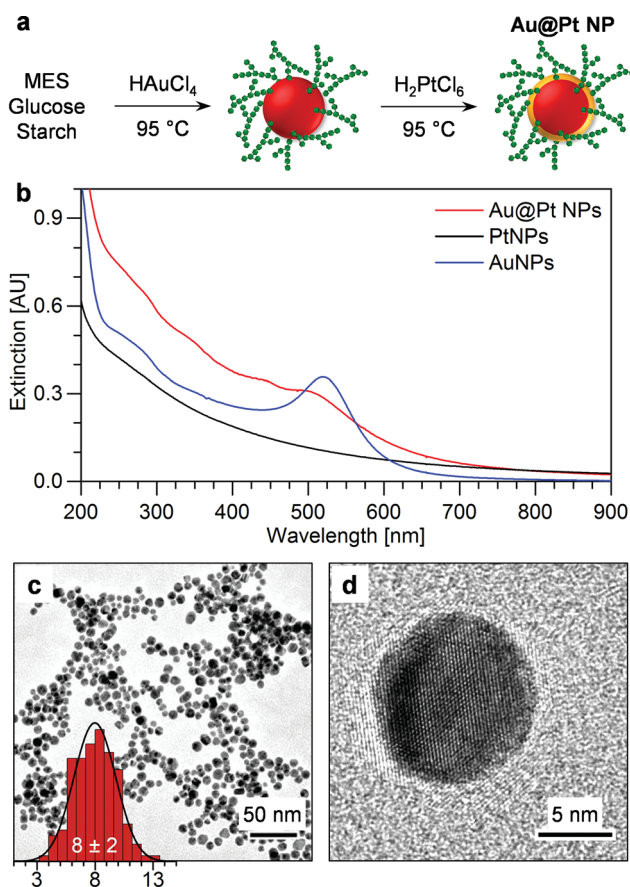 a
Au@Pt NP
MES
Glucose
Starch
HAuCl₄
95 °C
H₂PtCl₆
95 °C
b
Extinction [AU]
0.9
0.6
0.3
0.0
Au@Pt NPs
PtNPs
AuNPs
200 300 400 500 600 700 800 900
Wavelength [nm]
c
8 ± 2
3 8 13
50 nm
d
5 nm